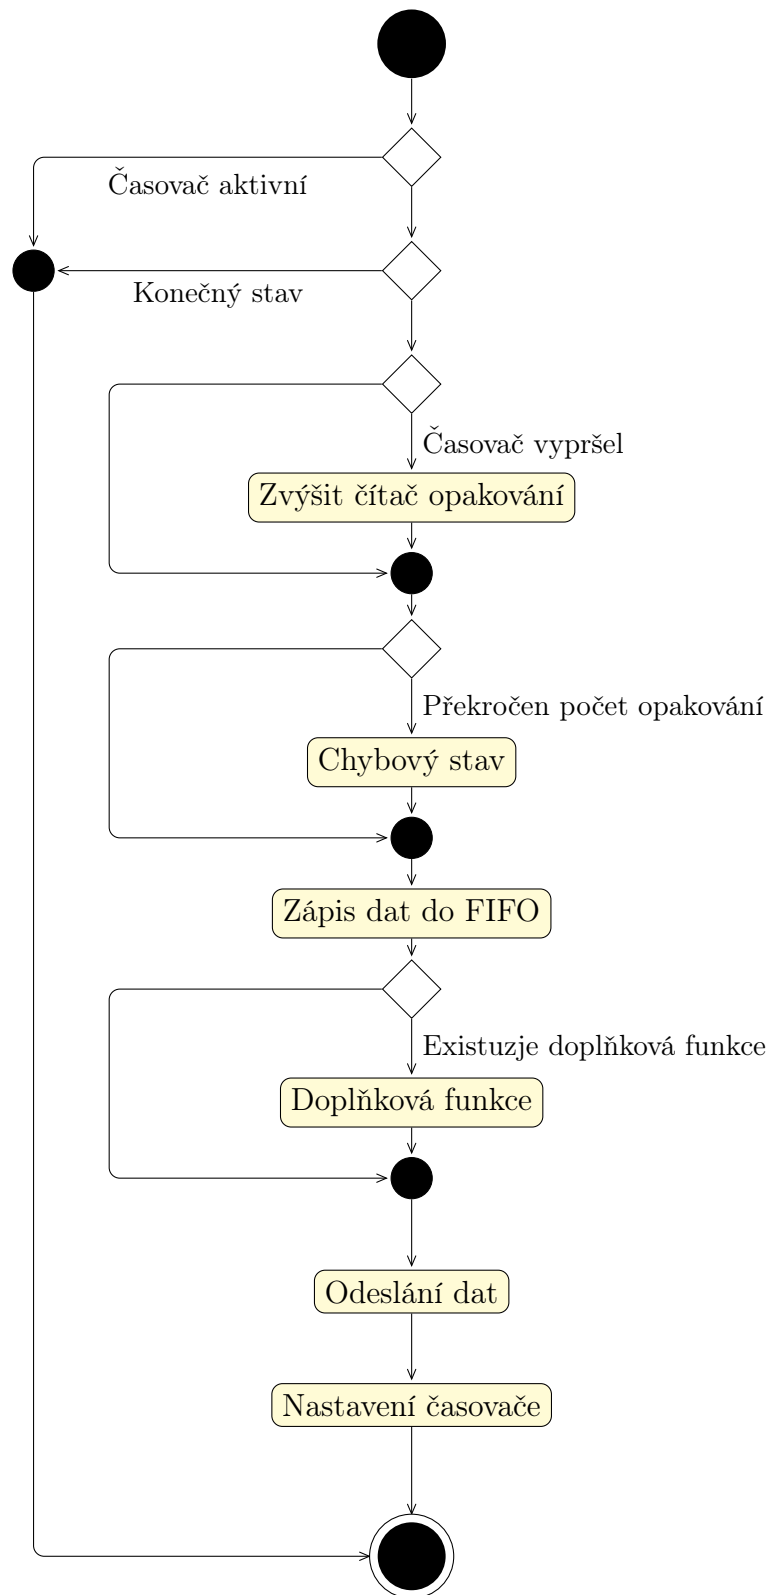 Časovač aktivní
Konečný stav
Časovač vypršel
Zvýšit čítač opakování
Překročen počet opakování
Chybový stav
Zápis dat do FIFO
Existuzje doplňková funkce
Doplňková funkce
Odeslání dat
Nastavení časovače